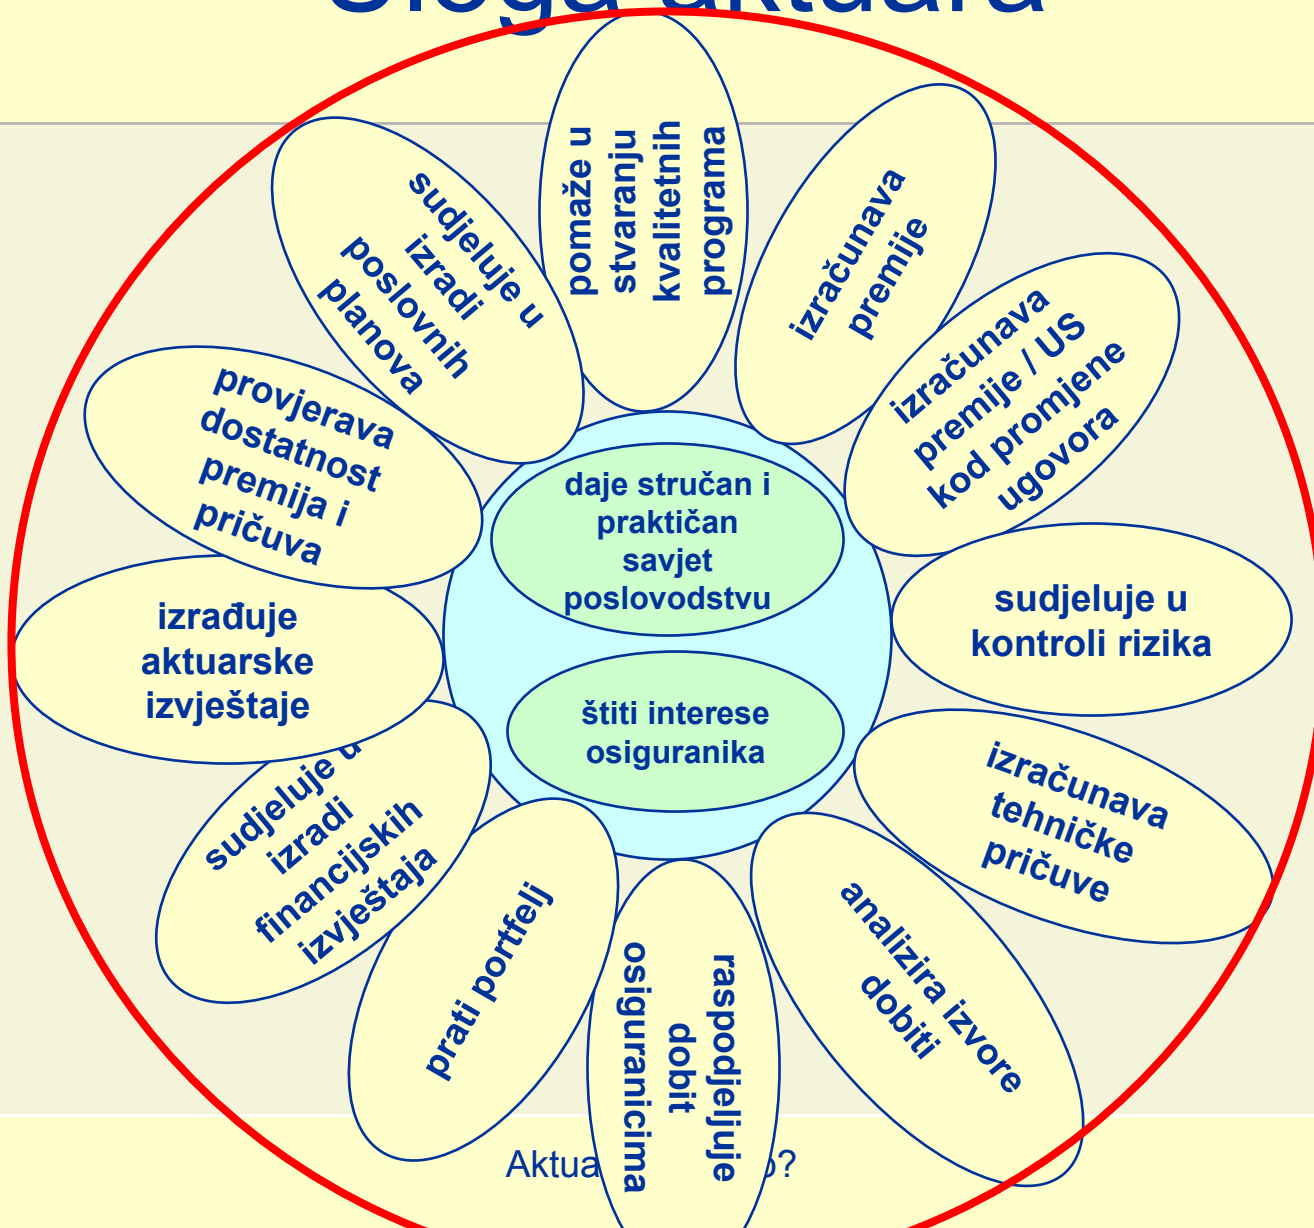 Uloga aktuara
pomaže u
stvaranju
kvalitetnih
programa
izračunava
premije
izračunava
premije / US
kod promjene
ugovora
sudjeluje u
kontroli rizika
izračunava
tehničke
pričuve
analizira izvore
dobiti
raspodjeljuje
dobit
osiguranicima
prati portfelj
sudjeluje u
izradi
financijskih
izvještaja
izrađuje
aktuarske
izvještaje
provjerava
dostatnost
premija i
pričuva
sudjeluje u
izradi
poslovnih
planova
daje stručan i
praktičan
savjet
poslovodstvu
štiti interese
osiguranika